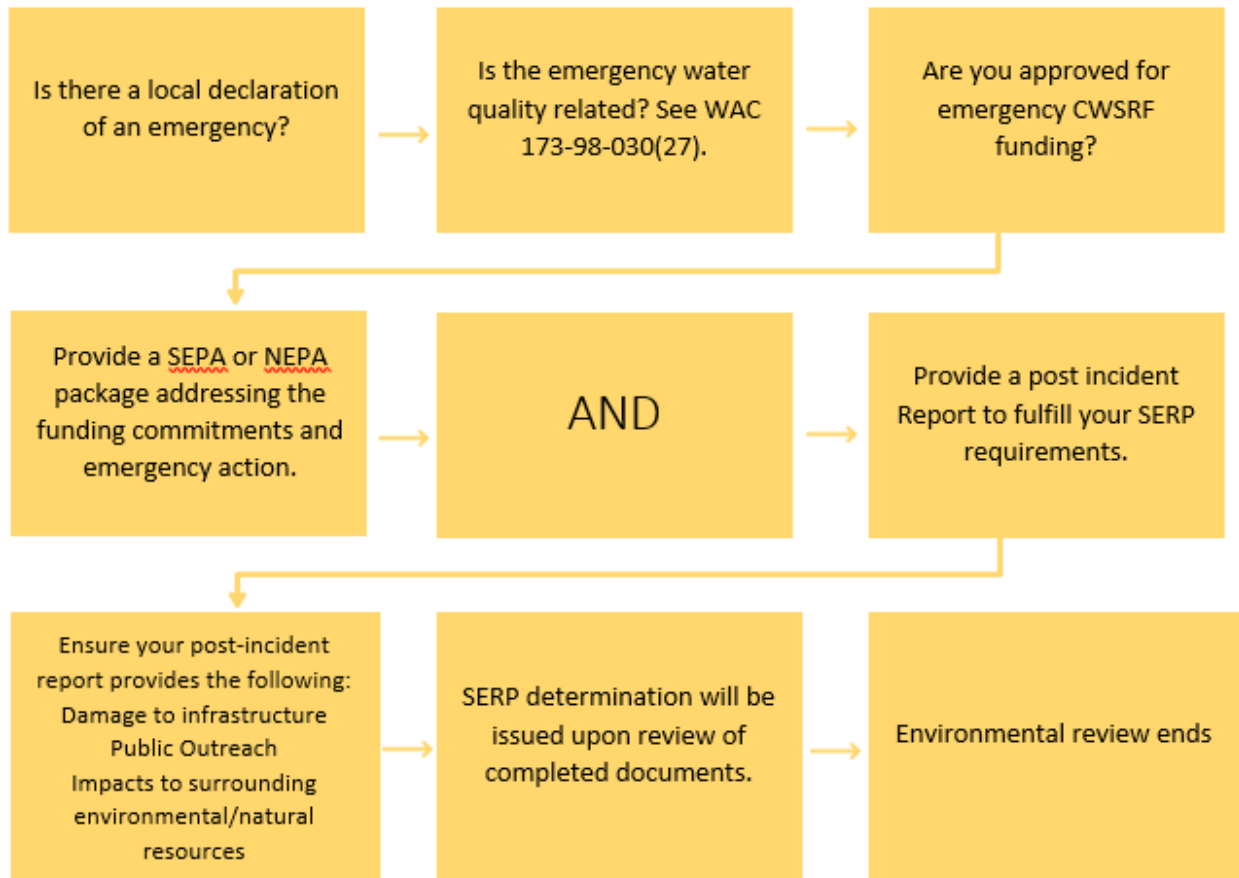 Is there a local declaration
of an emergency?
Is the emergency water
quality related? See WAC
173-98-030(27).
Are you approved for
emergency CWSRF
funding?
Provide a SEPA or NEPA
package addressing the
funding commitments and
emergency action.
AND
Provide a post incident
Report to fulfill your SERP
requirements.
Ensure your post-incident
report provides the following:
Damage to infrastructure
Public Outreach
Impacts to surrounding
environmental/natural
resources
SERP determination will be
issued upon review of
completed documents.
Environmental review ends